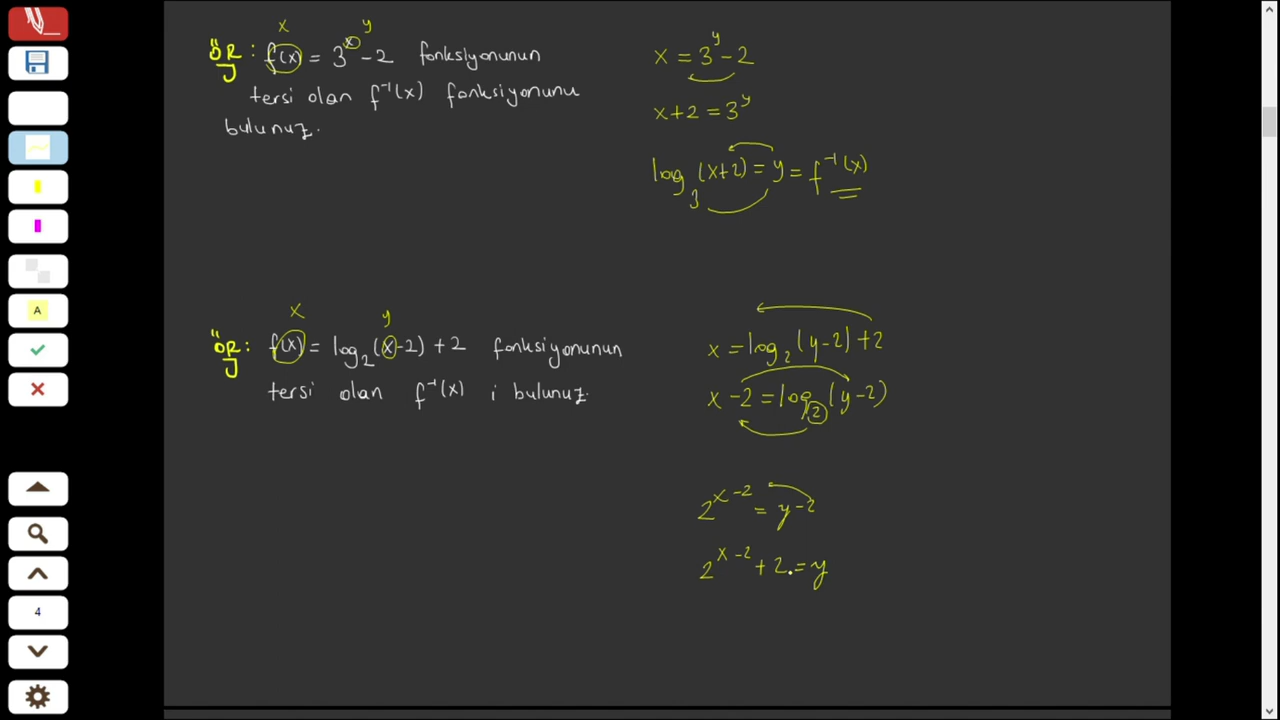 x y
ÖR: f(x) = 3^x - 2 fonksiyonunun
tersi olan f⁻¹(x) fonksiyonunu
bulunuz.
x = 3^y - 2
x+2 = 3^y
log₃(x+2) = y = f⁻¹(x)
x y
ÖR: f(x) = log₂(x-2) + 2 fonksiyonunun
tersi olan f⁻¹(x) i bulunuz.
x = log₂(y-2) + 2
x - 2 = log₂(y-2)
2^(x-2) = y - 2
2^(x-2) + 2 = y
A
4